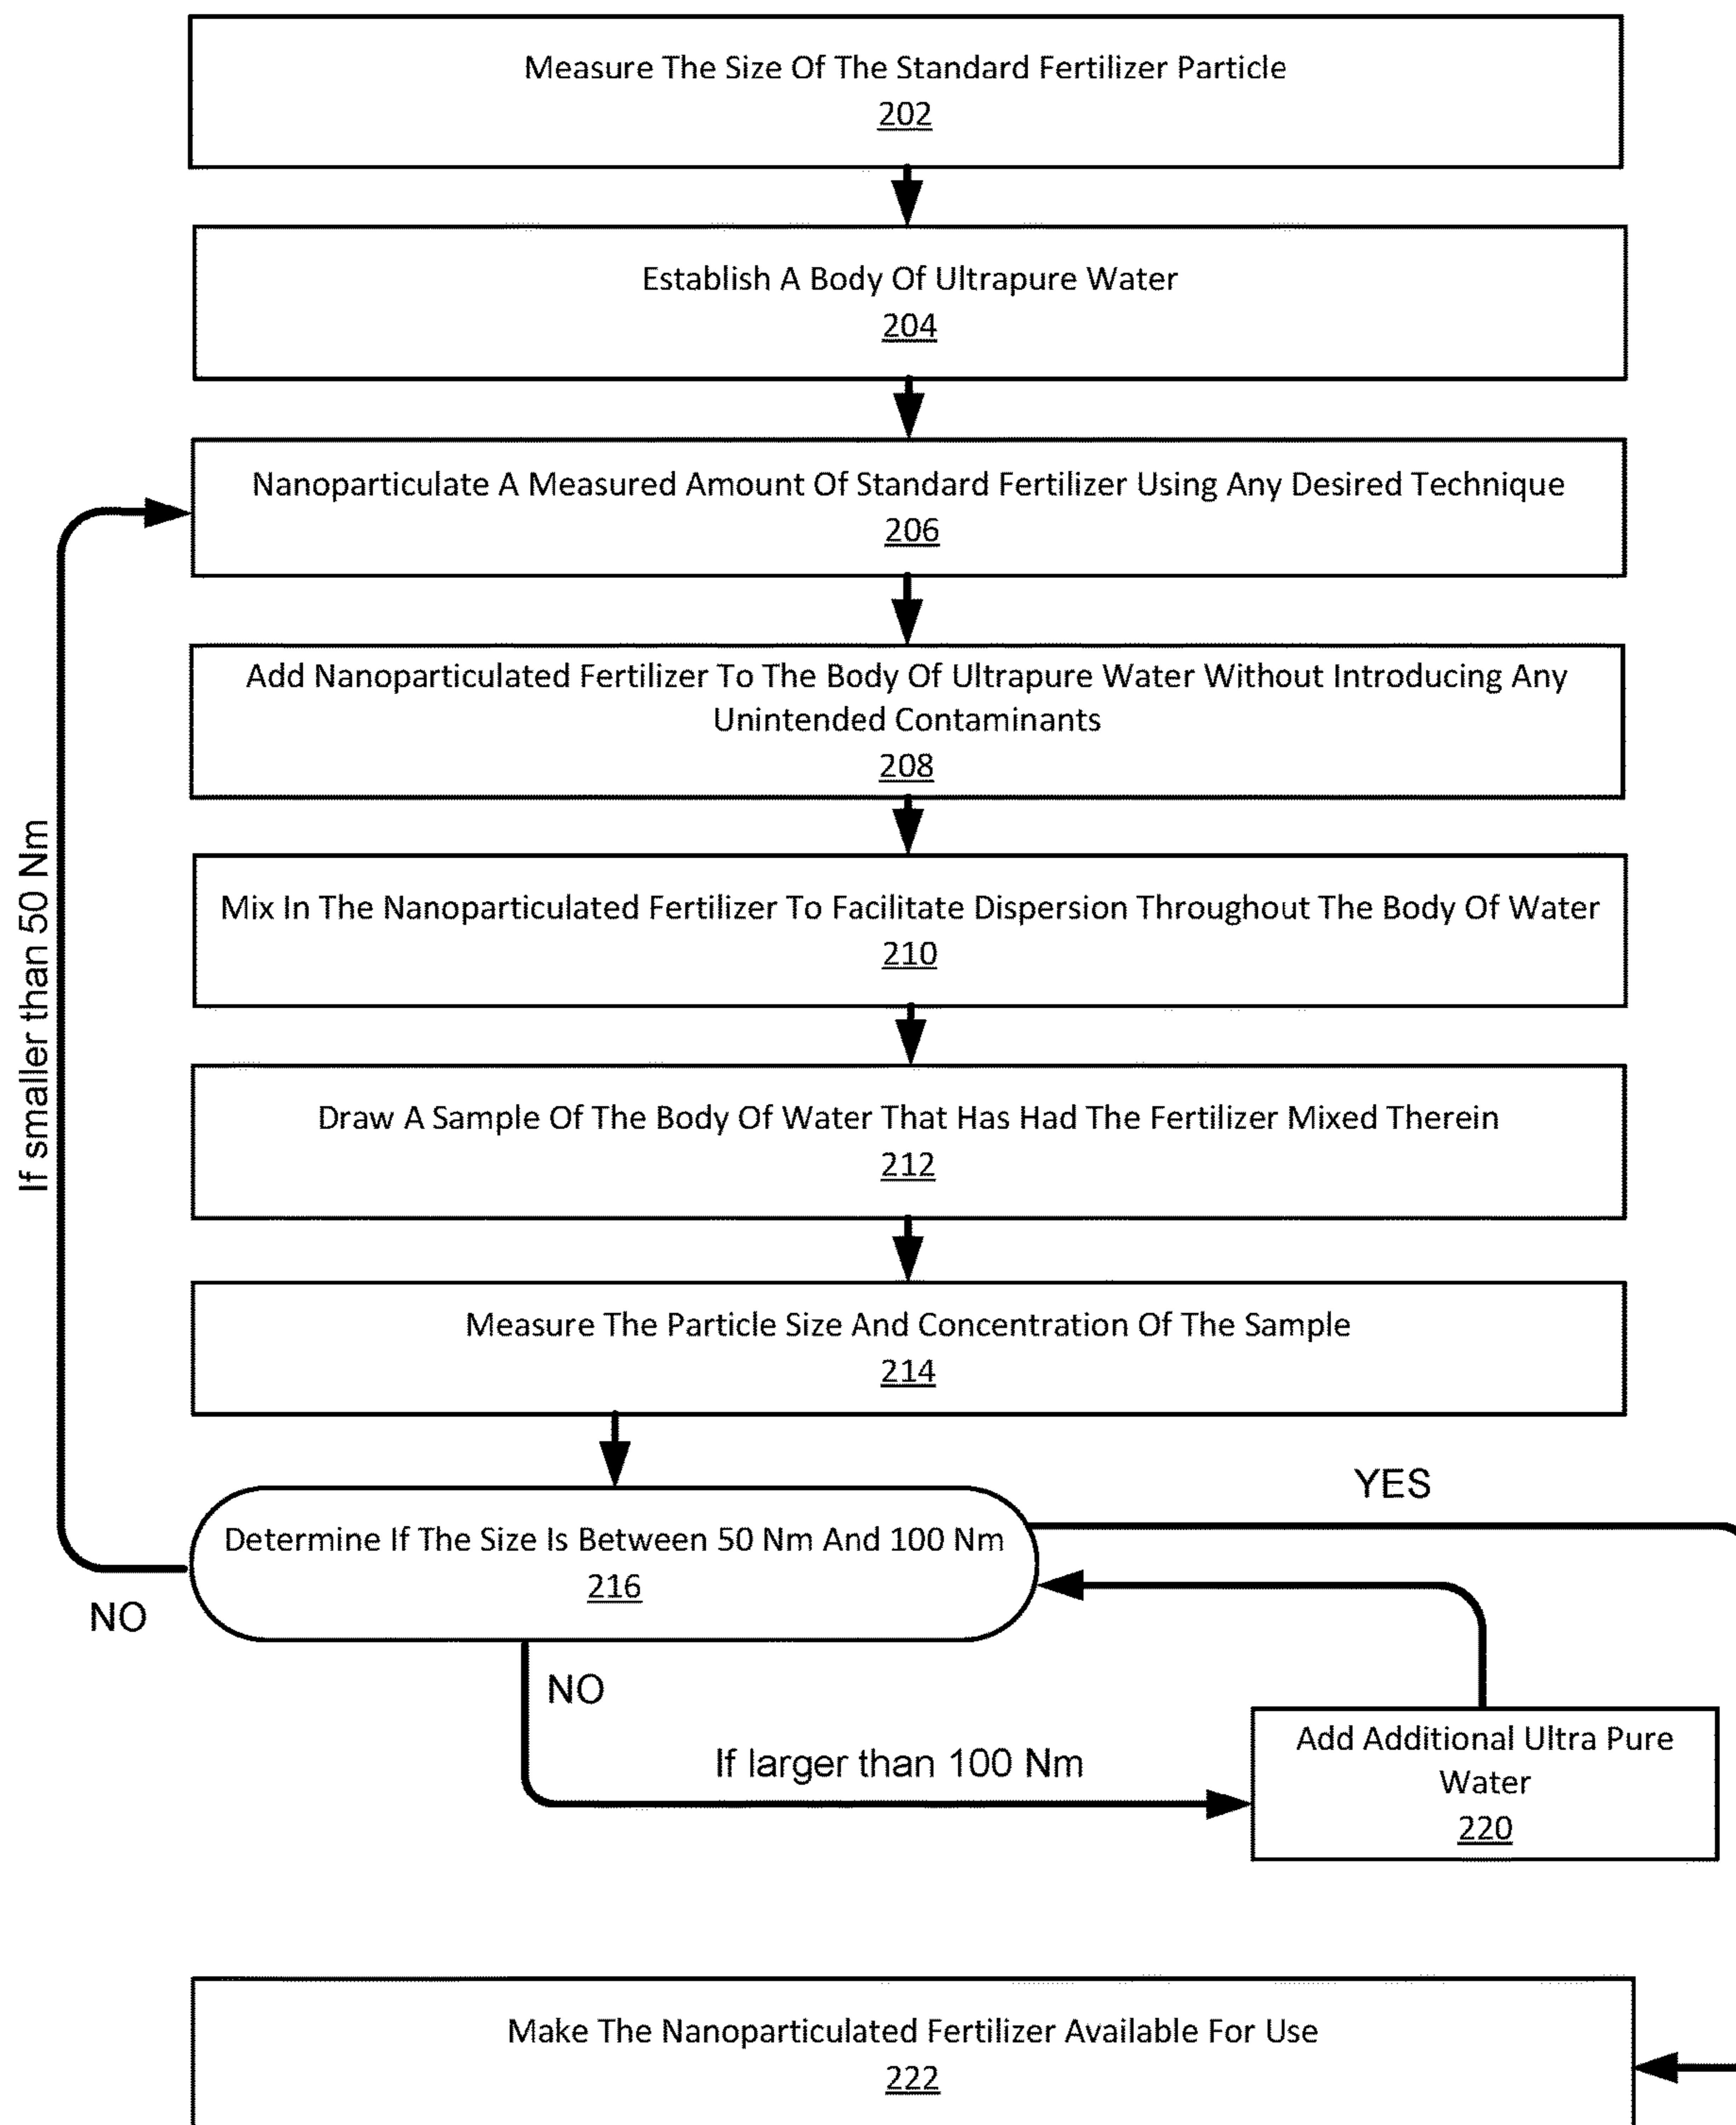 Measure The Size Of The Standard Fertilizer Particle
202
Establish A Body Of Ultrapure Water
204
Nanoparticulate A Measured Amount Of Standard Fertilizer Using Any Desired Technique
206
Add Nanoparticulated Fertilizer To The Body Of Ultrapure Water Without Introducing Any
Unintended Contaminants
208
Mix In The Nanoparticulated Fertilizer To Facilitate Dispersion Throughout The Body Of Water
210
If smaller than 50 Nm
Draw A Sample Of The Body Of Water That Has Had The Fertilizer Mixed Therein
212
Measure The Particle Size And Concentration Of The Sample
214
YES
Determine If The Size Is Between 50 Nm And 100 Nm
216
NO
NO
If larger than 100 Nm
Add Additional Ultra Pure
Water
220
Make The Nanoparticulated Fertilizer Available For Use
222